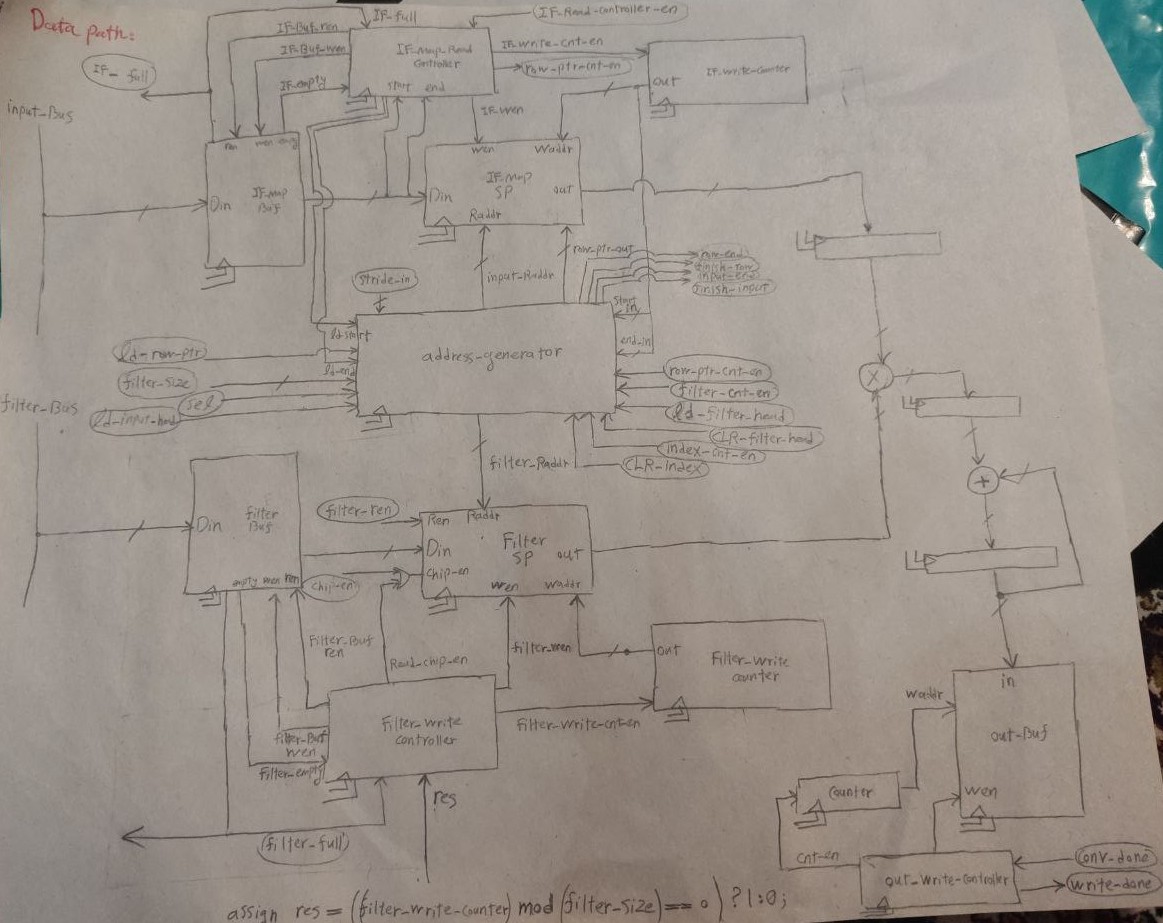 Data path:
IF-full
IF-Read-controller-en
IF-Buf-ren
IF-Buf-wen
IF-empty
IF-Map-Read
Controller
start end
IF-write-cnt-en
row-ptr-cnt-en
IF-wen
IF-write-Counter
out
IF_full
input-Bus
ren wen empty
Din
IF-map
Buf
wen Waddr
Din
IF-map
SP
out
Raddr
row-ptr-out
row-end
finish-row
input-end
finish-input
input-Raddr
stride-in
start
in
ld-start
address-generator
end-in
ld-row-ptr
ld-end
row-ptr-cnt-en
filter-size
filter-cnt-en
sel
filter_Bus
ld-input-head
ld-filter-head
CLR-filter-head
index-cnt-en
CLR-index
filter-Raddr
×
+
Din
filter
Buf
empty wen ren
filter-ren
Ren Raddr
Din
Filter
SP
out
chip-en
chip-en
wen waddr
Filter-Buf
ren
Read-chip-en
filter-wen
out
Filter-write
counter
Filter-write
controller
Filter-write-cnt-en
filter-Buf
wen
Filter-empty
res
filter-full
waddr
in
out-Buf
wen
Counter
cnt-en
out-write-controller
conv-done
write-done
assign res = (filter-write-counter) mod (filter-size) == 0 ) ? 1:0;